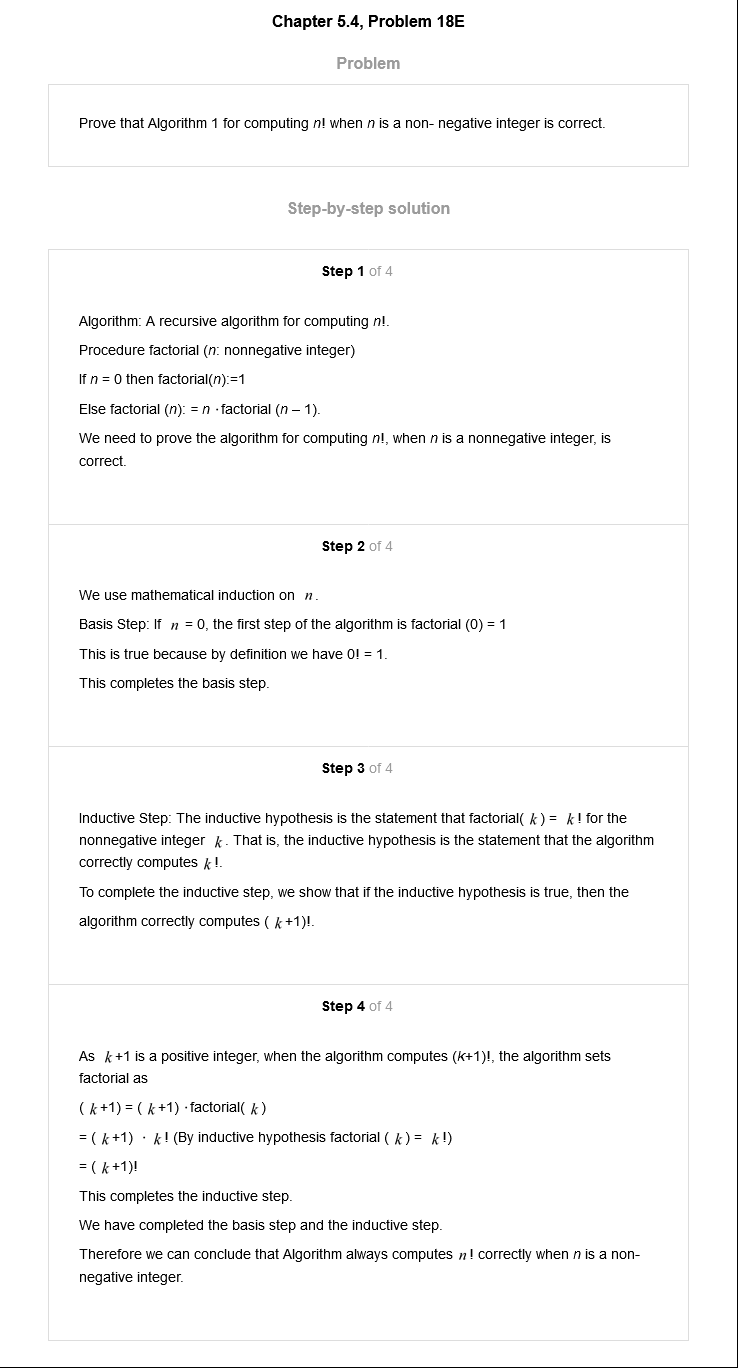 Chapter 5.4, Problem 18E
Problem
Prove that Algorithm 1 for computing n! when n is a non- negative integer is correct.
Step-by-step solution
Step 1 of 4
Algorithm: A recursive algorithm for computing n!.
Procedure factorial (n: nonnegative integer)
If n = 0 then factorial(n):=1
Else factorial (n): = n · factorial (n – 1).
We need to prove the algorithm for computing n!, when n is a nonnegative integer, is
correct.
Step 2 of 4
We use mathematical induction on n.
Basis Step: If n = 0, the first step of the algorithm is factorial (0) = 1
This is true because by definition we have 0! = 1.
This completes the basis step.
Step 3 of 4
Inductive Step: The inductive hypothesis is the statement that factorial( k ) = k ! for the
nonnegative integer k . That is, the inductive hypothesis is the statement that the algorithm
correctly computes k !.
To complete the inductive step, we show that if the inductive hypothesis is true, then the
algorithm correctly computes ( k +1)!.
Step 4 of 4
As k +1 is a positive integer, when the algorithm computes (k+1)!, the algorithm sets
factorial as
( k +1) = ( k +1) · factorial( k )
= ( k +1) · k ! (By inductive hypothesis factorial ( k ) = k !)
= ( k +1)!
This completes the inductive step.
We have completed the basis step and the inductive step.
Therefore we can conclude that Algorithm always computes n ! correctly when n is a non-
negative integer.